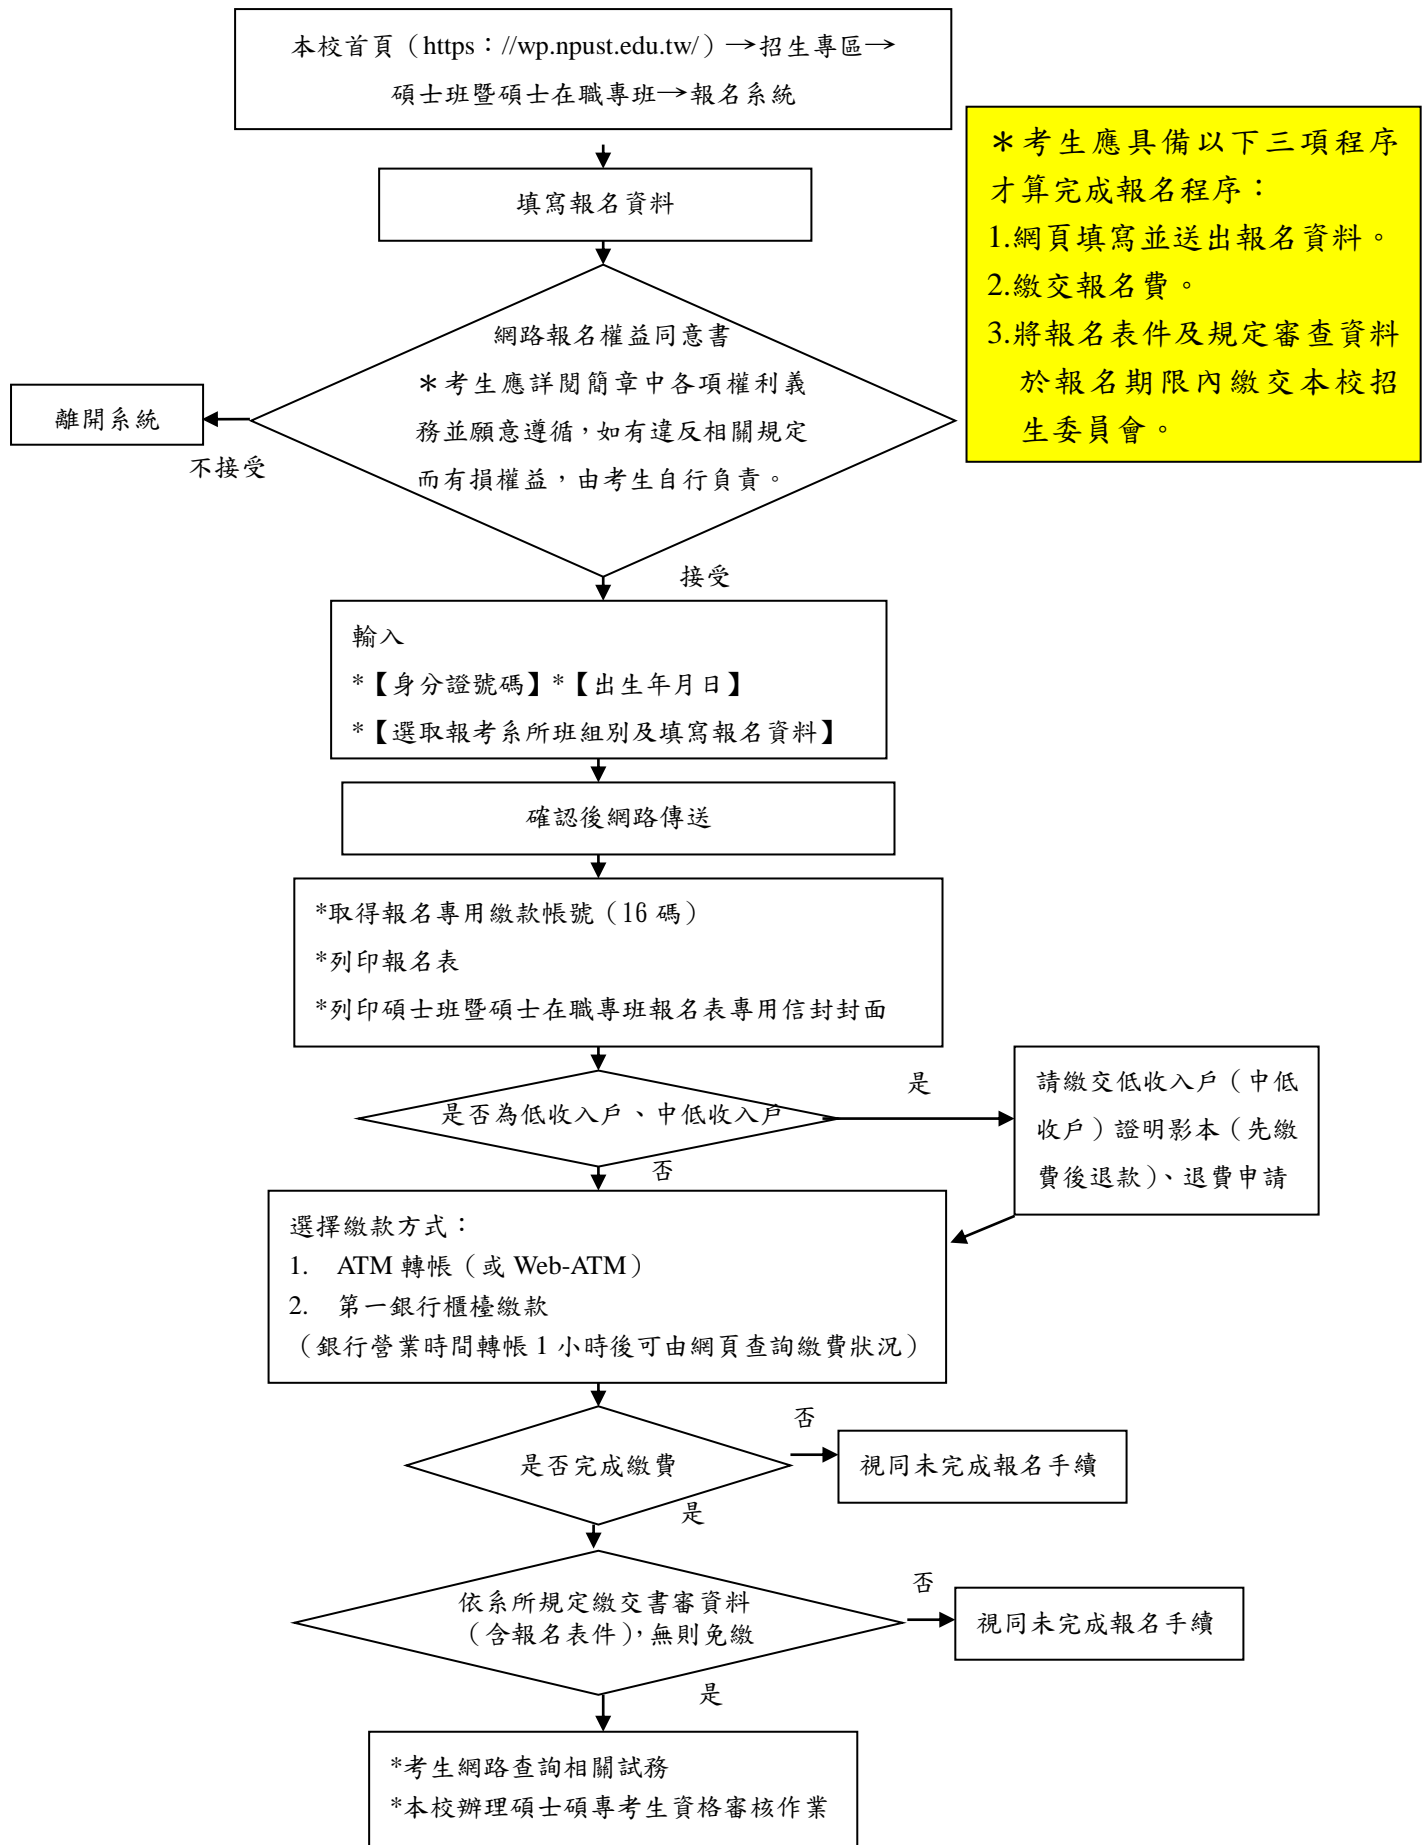 本校首頁（https：//wp.npust.edu.tw/）→招生專區→
碩士班暨碩士在職專班→報名系統
＊考生應具備以下三項程序
才算完成報名程序：
1.網頁填寫並送出報名資料。
2.繳交報名費。
3.將報名表件及規定審查資料
於報名期限內繳交本校招
生委員會。
填寫報名資料
網路報名權益同意書
＊考生應詳閱簡章中各項權利義
務並願意遵循，如有違反相關規定
而有損權益，由考生自行負責。
離開系統
不接受
接受
輸入
*【身分證號碼】*【出生年月日】
*【選取報考系所班組別及填寫報名資料】
確認後網路傳送
*取得報名專用繳款帳號（16 碼）
*列印報名表
*列印碩士班暨碩士在職專班報名表專用信封封面
是否為低收入戶、中低收入戶
是
請繳交低收入戶（中低
收戶）證明影本（先繳
費後退款）、退費申請
否
選擇繳款方式：
1. ATM 轉帳（或 Web-ATM）
2. 第一銀行櫃檯繳款
（銀行營業時間轉帳 1 小時後可由網頁查詢繳費狀況）
是否完成繳費
否
視同未完成報名手續
是
依系所規定繳交書審資料
（含報名表件），無則免繳
否
視同未完成報名手續
是
*考生網路查詢相關試務
*本校辦理碩士碩專考生資格審核作業